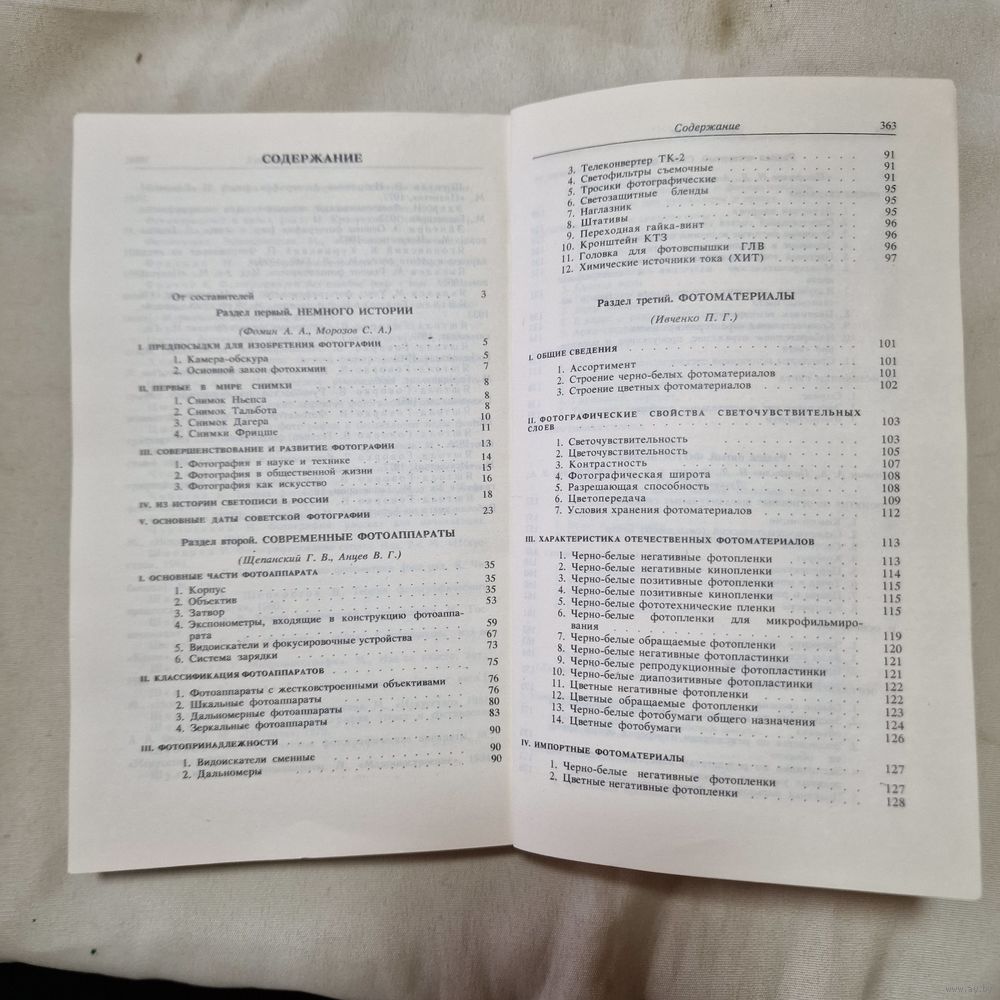 СОДЕРЖАНИЕ
От составителей . . . . . . . . . . . . 3
Раздел первый. НЕМНОГО ИСТОРИИ
(Фомин А. А., Морозов С. А.)
I. ПРЕДПОСЫЛКИ ДЛЯ ИЗОБРЕТЕНИЯ ФОТОГРАФИИ . . . . 5
1. Камера-обскура . . . . . . . . . . 5
2. Основной закон фотохимии . . . . . . . 7
II. ПЕРВЫЕ В МИРЕ СНИМКИ . . . . . . . . 8
1. Снимок Ньепса . . . . . . . . . . 8
2. Снимок Тальбота . . . . . . . . . . 8
3. Снимок Дагера . . . . . . . . . . 10
4. Снимки Фрицше . . . . . . . . . . 11
III. СОВЕРШЕНСТВОВАНИЕ И РАЗВИТИЕ ФОТОГРАФИИ . . . 13
1. Фотография в науке и технике . . . . . . 14
2. Фотография в общественной жизни . . . . . 15
3. Фотография как искусство . . . . . . . 16
IV. ИЗ ИСТОРИИ СВЕТОПИСИ В РОССИИ . . . . . . 18
V. ОСНОВНЫЕ ДАТЫ СОВЕТСКОЙ ФОТОГРАФИИ . . . . . 23
Раздел второй. СОВРЕМЕННЫЕ ФОТОАППАРАТЫ
(Щепанский Г. В., Анцев В. Г.)
I. ОСНОВНЫЕ ЧАСТИ ФОТОАППАРАТА . . . . . . 35
1. Корпус . . . . . . . . . . . . 35
2. Объектив . . . . . . . . . . . . 35
3. Затвор . . . . . . . . . . . . 53
4. Экспонометры, входящие в конструкцию фотоаппа-
рата . . . . . . . . . . . . 59
5. Видоискатели и фокусировочные устройства . . . 67
6. Система зарядки . . . . . . . . . . 73
II. КЛАССИФИКАЦИЯ ФОТОАППАРАТОВ . . . . . . 75
1. Фотоаппараты с жестковстроенными объективами . . 76
2. Шкальные фотоаппараты . . . . . . . . 76
3. Дальномерные фотоаппараты . . . . . . . 80
4. Зеркальные фотоаппараты . . . . . . . 83
III. ФОТОПРИНАДЛЕЖНОСТИ . . . . . . . . 90
1. Видоискатели сменные . . . . . . . . 90
2. Дальномеры . . . . . . . . . . . 90
Содержание 363
3. Телеконвертер ТК-2 . . . . . . . . 91
4. Светофильтры съемочные . . . . . . . 91
5. Тросики фотографические . . . . . . . 91
6. Светозащитные бленды . . . . . . . . 95
7. Наглазник . . . . . . . . . . . 95
8. Штативы . . . . . . . . . . . 95
9. Переходная гайка-винт . . . . . . . 96
10. Кронштейн КТЗ . . . . . . . . . 96
11. Головка для фотовспышки ГЛВ . . . . . 96
12. Химические источники тока (ХИТ) . . . . 97
Раздел третий. ФОТОМАТЕРИАЛЫ
(Ивченко П. Г.)
I. ОБЩИЕ СВЕДЕНИЯ . . . . . . . . . 101
1. Ассортимент . . . . . . . . . . 101
2. Строение черно-белых фотоматериалов . . . 101
3. Строение цветных фотоматериалов . . . . 102
II. ФОТОГРАФИЧЕСКИЕ СВОЙСТВА СВЕТОЧУВСТВИТЕЛЬНЫХ
СЛОЕВ . . . . . . . . . . . . 103
1. Светочувствительность . . . . . . . 103
2. Цветочувствительность . . . . . . . 105
3. Контрастность . . . . . . . . . 107
4. Фотографическая широта . . . . . . . 108
5. Разрешающая способность . . . . . . 108
6. Цветопередача . . . . . . . . . 109
7. Условия хранения фотоматериалов . . . . 112
III. ХАРАКТЕРИСТИКА ОТЕЧЕСТВЕННЫХ ФОТОМАТЕРИАЛОВ . . 113
1. Черно-белые негативные фотопленки . . . . 113
2. Черно-белые негативные кинопленки . . . . 114
3. Черно-белые позитивные фотопленки . . . . 115
4. Черно-белые позитивные кинопленки . . . . 115
5. Черно-белые фототехнические пленки . . . . 115
6. Черно-белые фотопленки для микрофильмиро-
вания . . . . . . . . . . . . 119
7. Черно-белые обращаемые фотопленки . . . . 120
8. Черно-белые негативные фотопластинки . . . 121
9. Черно-белые репродукционные фотопластинки . . 121
10. Черно-белые диапозитивные фотопластинки . . 122
11. Цветные негативные фотопленки . . . . . 122
12. Цветные обращаемые фотопленки . . . . . 123
13. Черно-белые фотобумаги общего назначения . . 124
14. Цветные фотобумаги . . . . . . . . 126
IV. ИМПОРТНЫЕ ФОТОМАТЕРИАЛЫ . . . . . . . 127
1. Черно-белые негативные фотопленки . . . . 127
2. Цветные негативные фотопленки . . . . . 128
www.ay.by